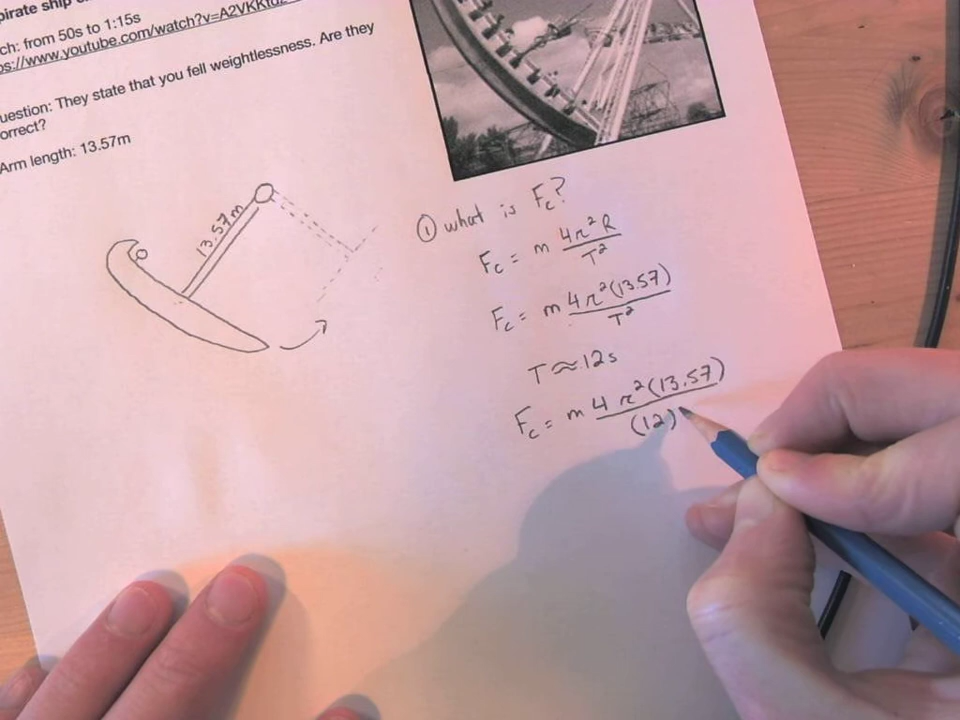 pirate ship
ch: from 50s to 1:15s
ps://www.youtube.com/watch?v=A2VKK
uestion: They state that you fell weightlessness. Are they
orrect?
Arm length: 13.57m
13.57m
① what is Fc?
Fc = m 4π²R / T²
Fc = m 4π²(13.57) / T²
T ≈ 12s
Fc = m 4π²(13.57) / (12)